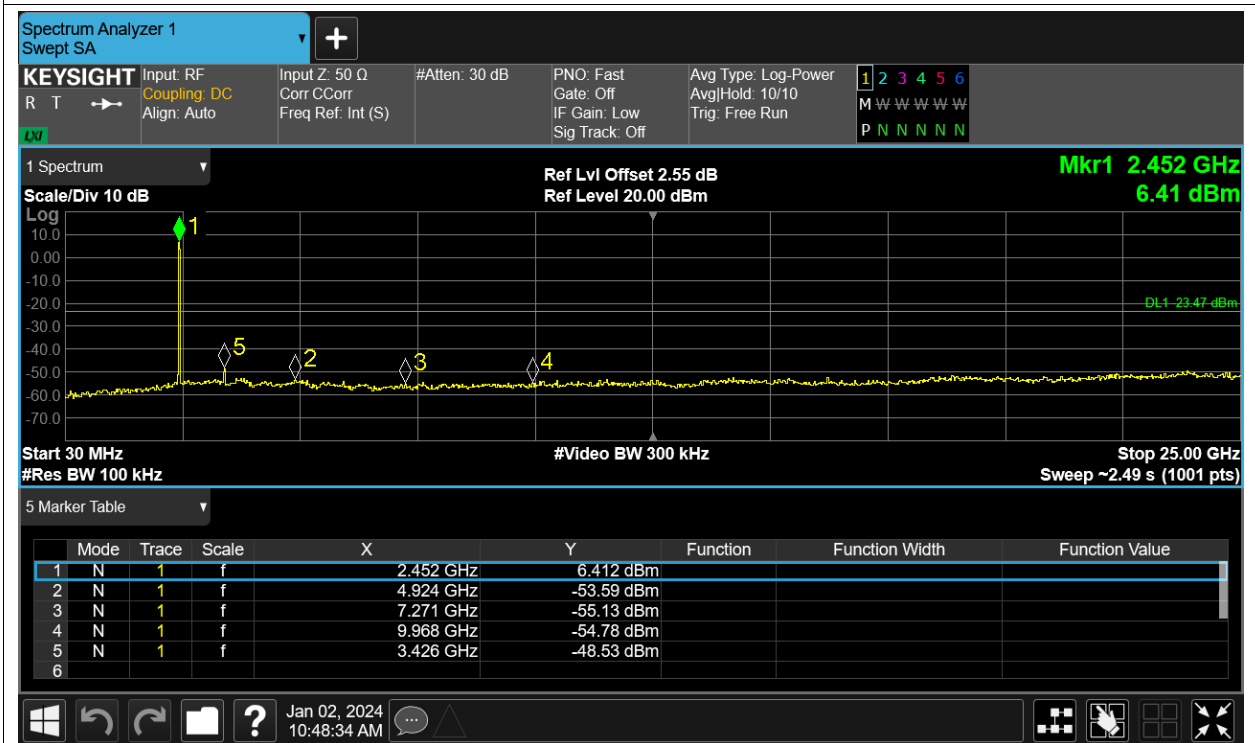 Spectrum Analyzer 1
Swept SA
KEYSIGHT Input: RF Input Z: 50 Ω #Atten: 30 dB PNO: Fast Avg Type: Log-Power 1 2 3 4 5 6
R T Coupling: DC Corr CCorr Gate: Off Avg|Hold: 10/10 M W W W W W
Align: Auto Freq Ref: Int (S) IF Gain: Low Trig: Free Run
LXI Sig Track: Off P N N N N N
1 Spectrum Ref Lvl Offset 2.55 dB Mkr1 2.452 GHz
Scale/Div 10 dB Ref Level 20.00 dBm 6.41 dBm
Log
1
10.0
0.00
-10.0
-20.0 DL1 -23.47 dBm
-30.0
-40.0 5 2 3 4
-50.0
-60.0
-70.0
Start 30 MHz #Video BW 300 kHz Stop 25.00 GHz
#Res BW 100 kHz Sweep ~2.49 s (1001 pts)
5 Marker Table
Mode Trace Scale X Y Function Function Width Function Value
1 N 1 f 2.452 GHz 6.412 dBm
2 N 1 f 4.924 GHz -53.59 dBm
3 N 1 f 7.271 GHz -55.13 dBm
4 N 1 f 9.968 GHz -54.78 dBm
5 N 1 f 3.426 GHz -48.53 dBm
6
? Jan 02, 2024
10:48:34 AM